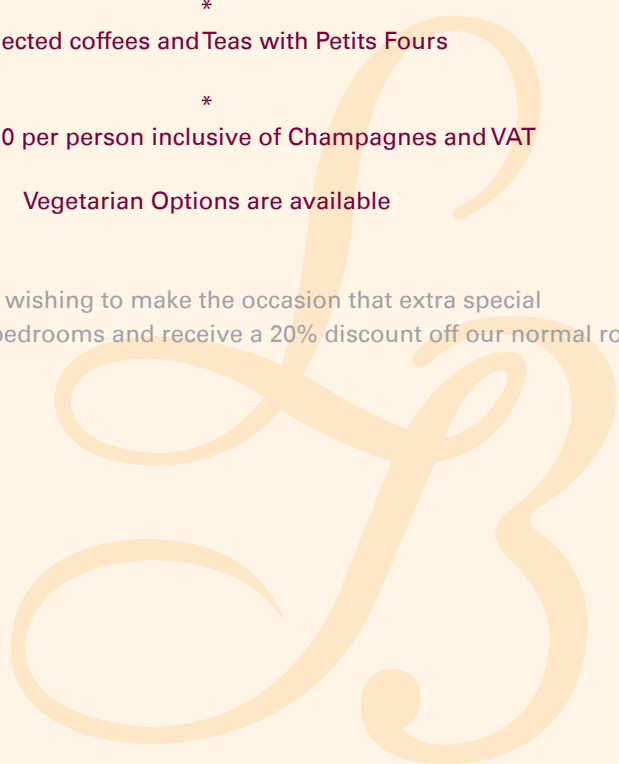 *
ected coffees and Teas with Petits Fours
*
0 per person inclusive of Champagnes and VAT
Vegetarian Options are available
wishing to make the occasion that extra special
bedrooms and receive a 20% discount off our normal ro
LB